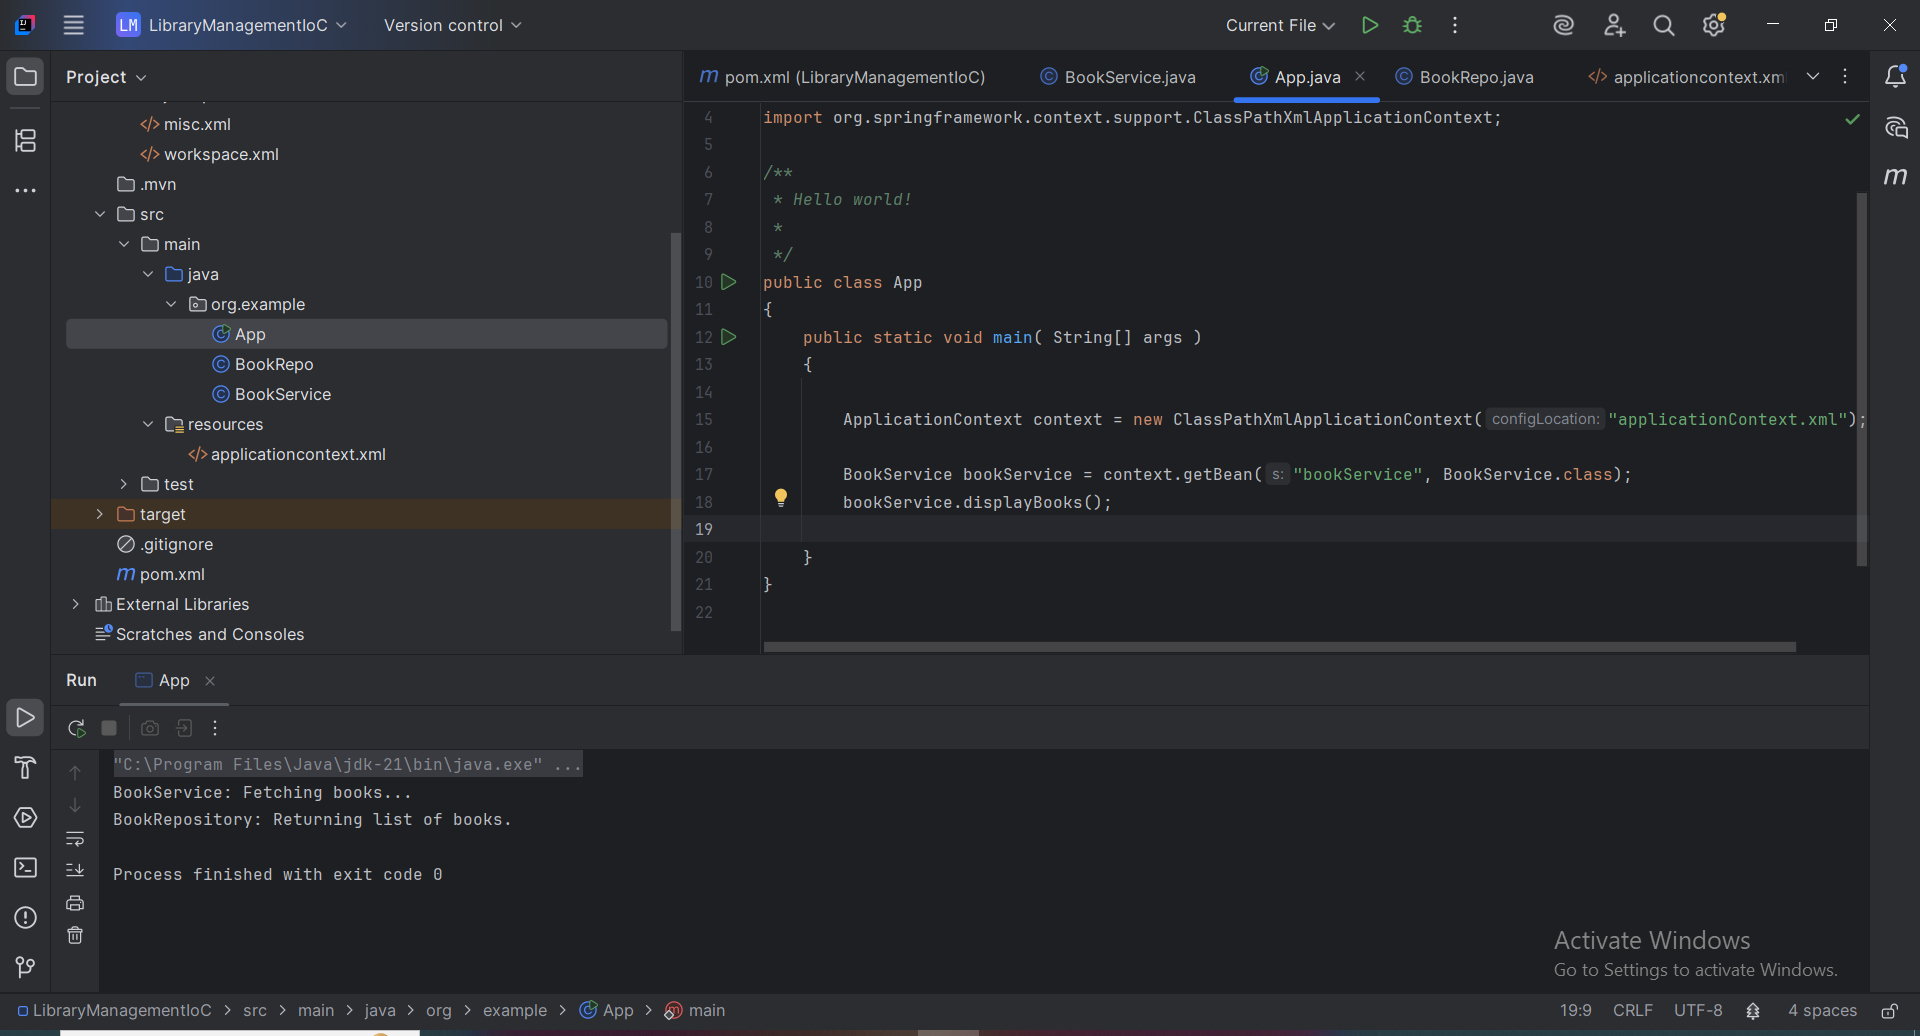 LM LibraryManagementIoC Version control Current File
Project
misc.xml
workspace.xml
.mvn
src
main
java
org.example
App
BookRepo
BookService
resources
applicationcontext.xml
test
target
.gitignore
m pom.xml
External Libraries
Scratches and Consoles
m pom.xml (LibraryManagementIoC) BookService.java App.java BookRepo.java applicationcontext.xm
4 import org.springframework.context.support.ClassPathXmlApplicationContext;
5
6 /**
7 * Hello world!
8 *
9 */
10 public class App
11 {
12 public static void main( String[] args )
13 {
14
15 ApplicationContext context = new ClassPathXmlApplicationContext( configLocation: "applicationContext.xml");
16
17 BookService bookService = context.getBean( s: "bookService", BookService.class);
18 bookService.displayBooks();
19
20 }
21 }
22
m
Run App
"C:\Program Files\Java\jdk-21\bin\java.exe" ...
BookService: Fetching books...
BookRepository: Returning list of books.
Process finished with exit code 0
Activate Windows
Go to Settings to activate Windows.
LibraryManagementIoC > src > main > java > org > example > App > main 19:9 CRLF UTF-8 4 spaces